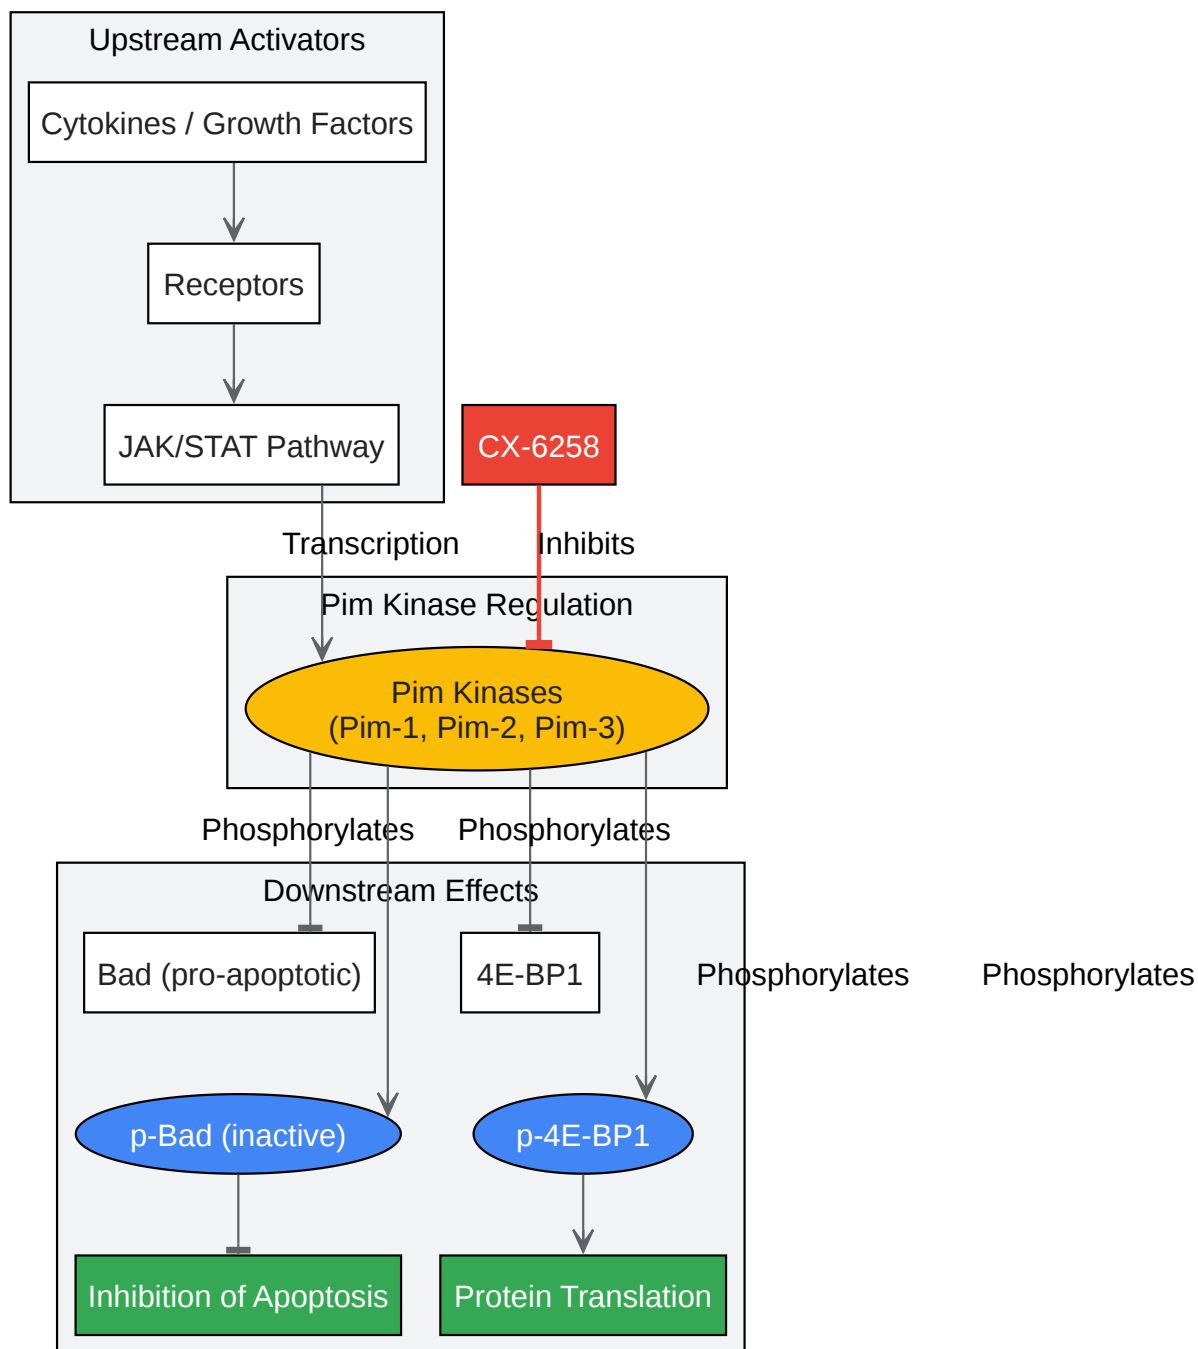 Upstream Activators
Cytokines / Growth Factors
Receptors
JAK/STAT Pathway
CX-6258
Transcription
Inhibits
Pim Kinase Regulation
Pim Kinases
(Pim-1, Pim-2, Pim-3)
Phosphorylates
Phosphorylates
Downstream Effects
Bad (pro-apoptotic)
4E-BP1
Phosphorylates
Phosphorylates
p-Bad (inactive)
p-4E-BP1
Inhibition of Apoptosis
Protein Translation